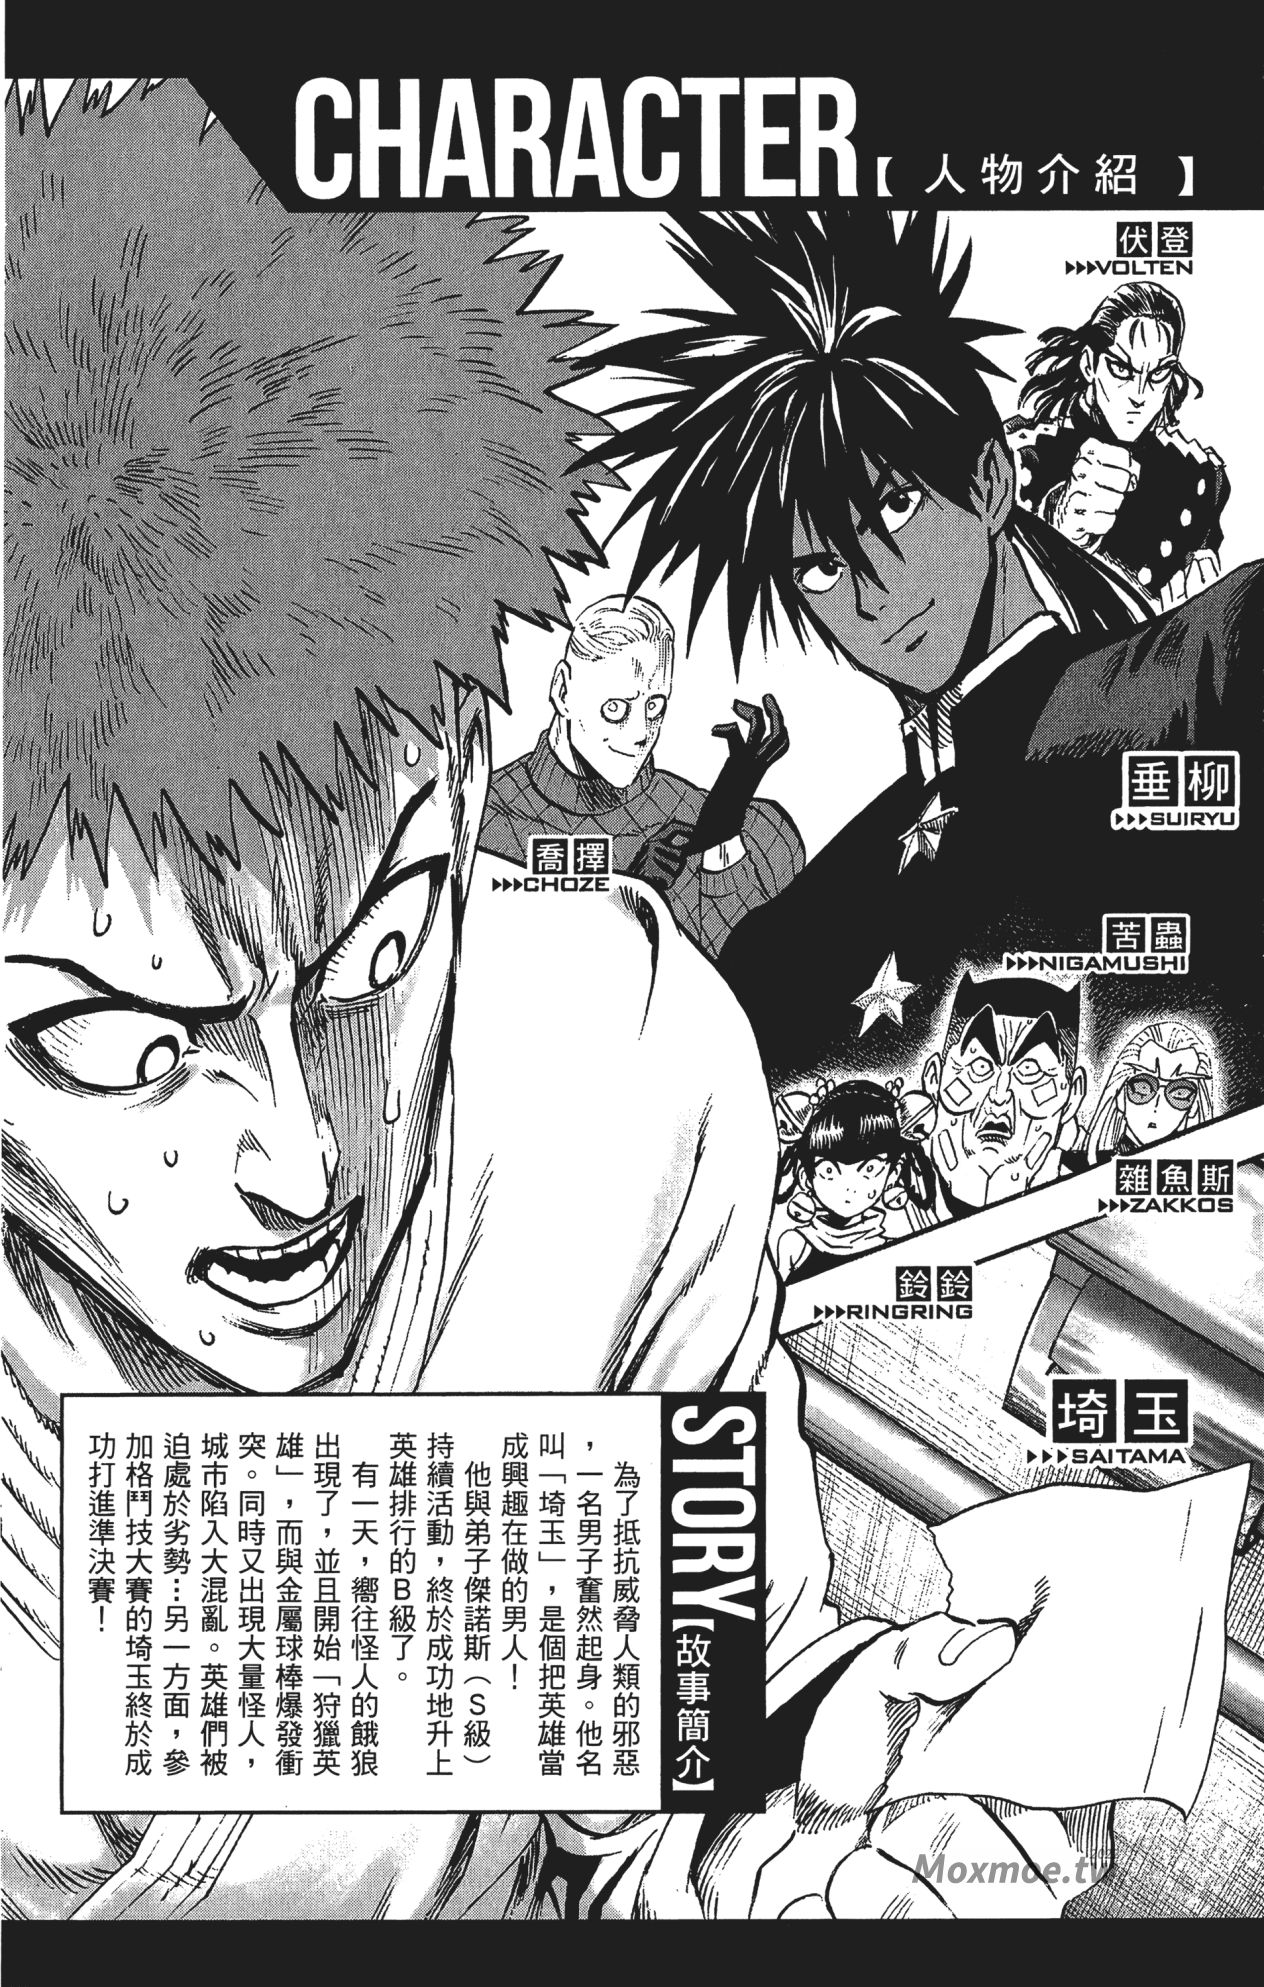 CHARACTER【人物介紹】
伏登
▶▶▶VOLTEN
垂柳
▶▶▶SUIRYU
喬擇
▶▶▶CHOZE
苦蟲
▶▶▶NIGAMUSHI
雜魚斯
▶▶▶ZAKKOS
鈴鈴
▶▶▶RINGRING
埼玉
▶▶▶SAITAMA
STORY【故事簡介】
為了抵抗威脅人類的邪惡
，一名男子奮然起身。他名
叫「埼玉」，是個把英雄當
成興趣在做的男人！
他與弟子傑諾斯（S級）
持續活動，終於成功地升上
英雄排行的B級了。
有一天，嚮往怪人的餓狼
出現了，並且開始「狩獵英
雄」，而與金屬球棒爆發衝
突。同時又出現大量怪人，
城市陷入大混亂。英雄們被
迫處於劣勢…另一方面，參
加格鬥技大賽的埼玉終於成
功打進準決賽！
Moxmoe.tv